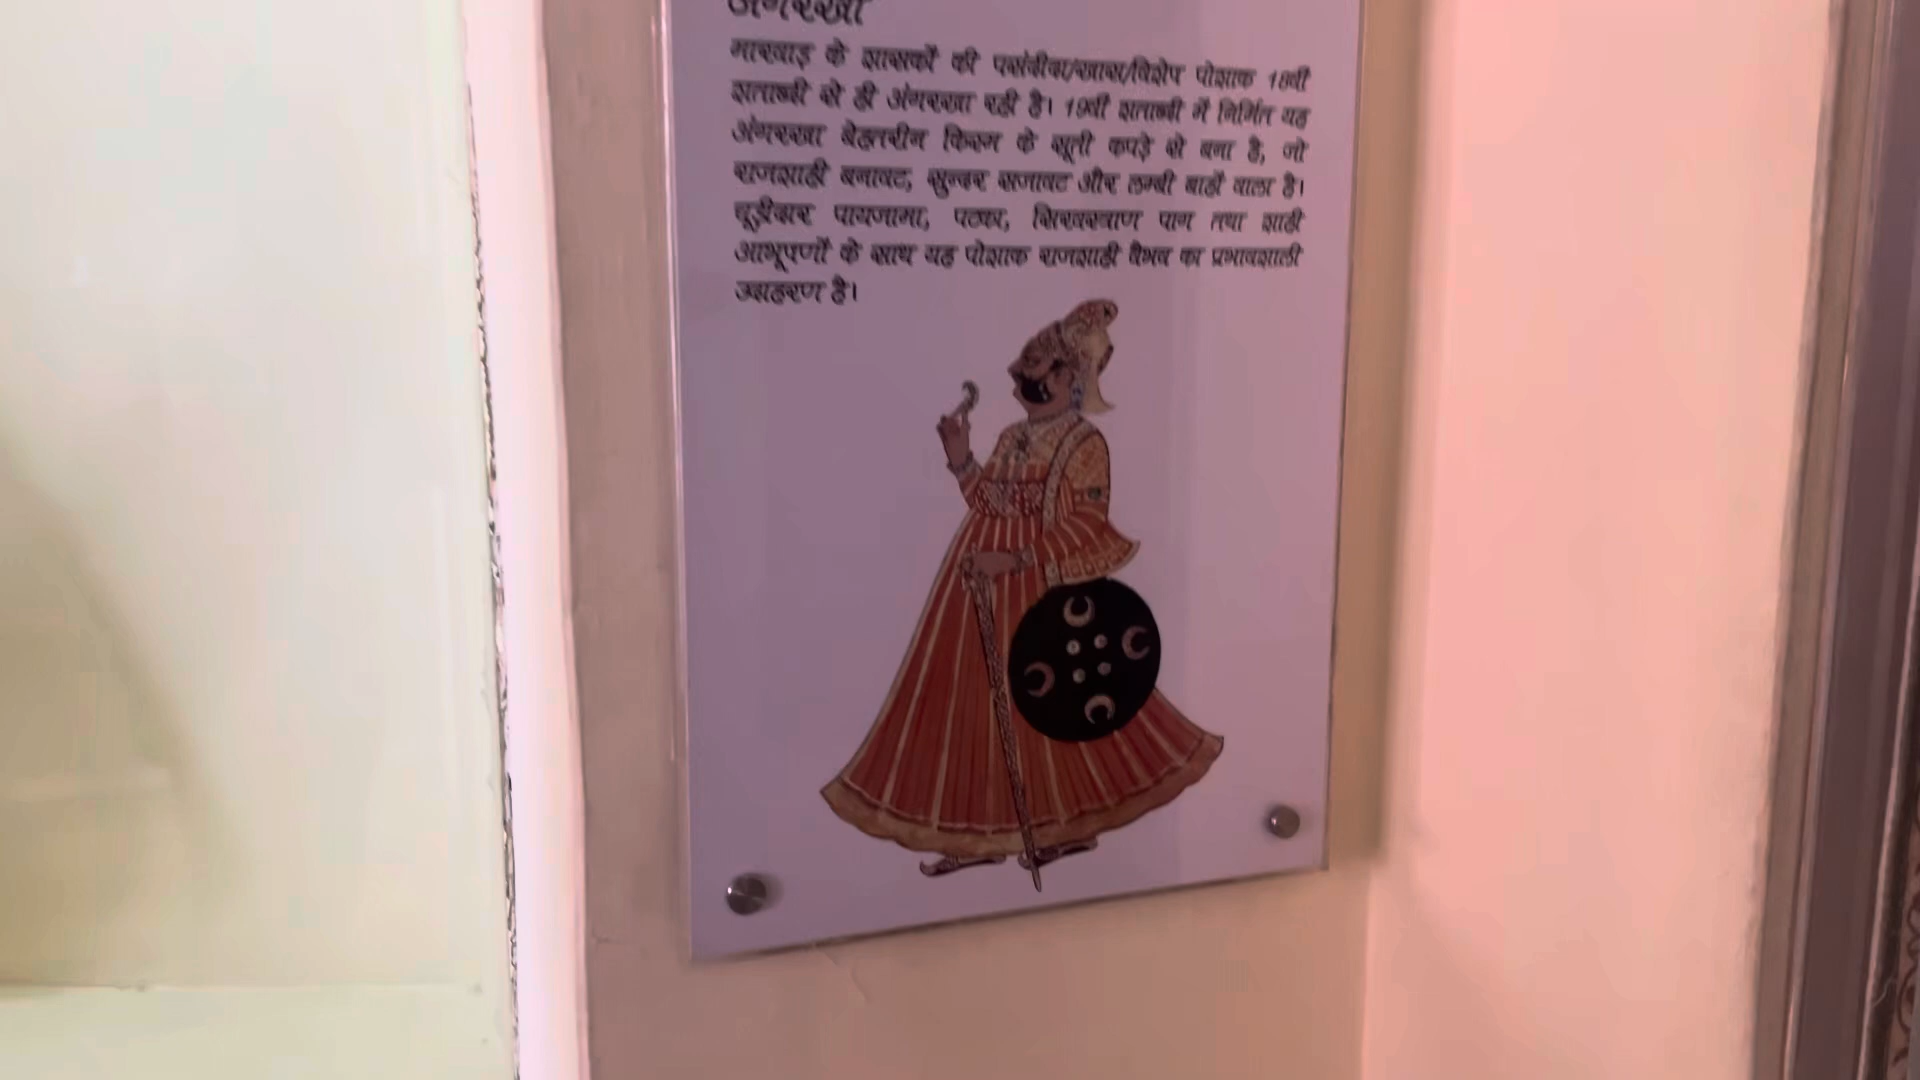 अंगरखा
मारवाड़ के शासकों की पसंदीदा/खास/विशेष पोशाक 18वीं
शताब्दी से ही अंगरखा रही है। 19वीं शताब्दी में निर्मित यह
अंगरखा बेहतरीन किस्म के सूती कपड़े से बना है, जो
राजशाही बनावट, सुन्दर सजावट और लम्बी बाहों वाला है।
चूड़ीदार पायजामा, पटका, पाग तथा शाही
आभूषणों के साथ यह पोशाक राजशाही वैभव का प्रभावशाली
उदाहरण है।